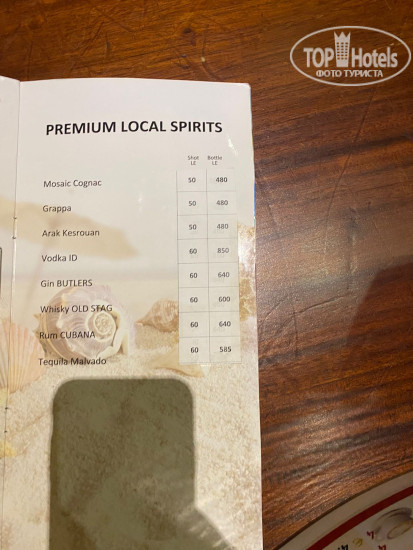 TOP Hotels
ФОТО ТУРИСТА
PREMIUM LOCAL SPIRITS
Shot Bottle
LE LE
Mosaic Cognac 50 480
Grappa 50 480
Arak Kesrouan 50 480
Vodka ID 60 850
Gin BUTLERS 60 640
Whisky OLD STAG 60 600
Rum CUBANA 60 640
Tequila Malvado 60 585